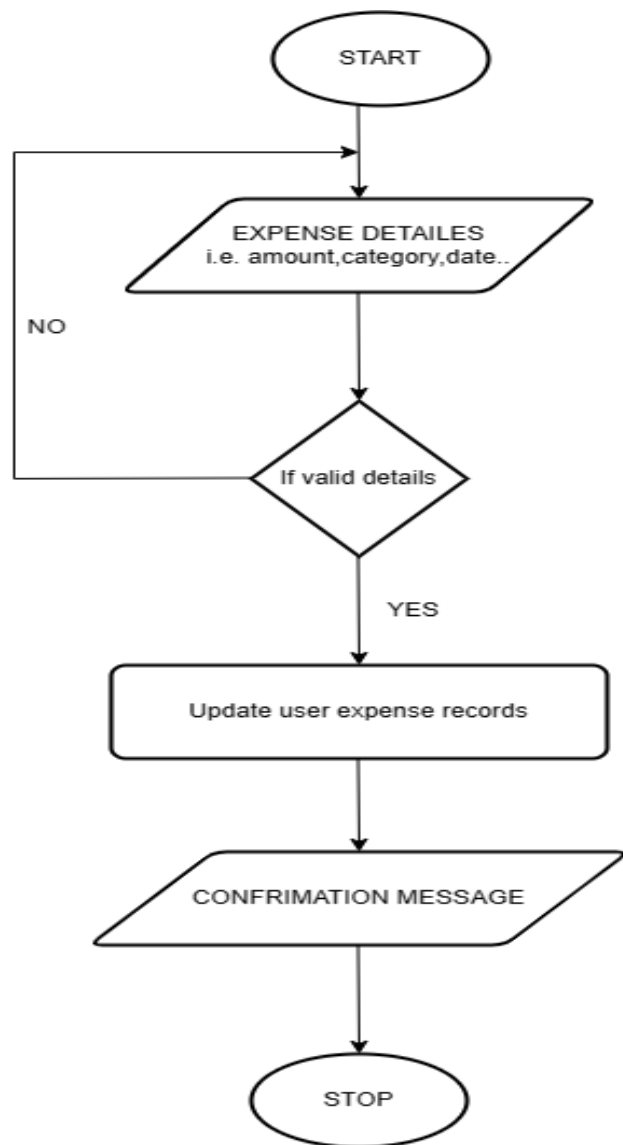 START
EXPENSE DETAILES
i.e. amount,category,date..
NO
If valid details
YES
Update user expense records
CONFRIMATION MESSAGE
STOP